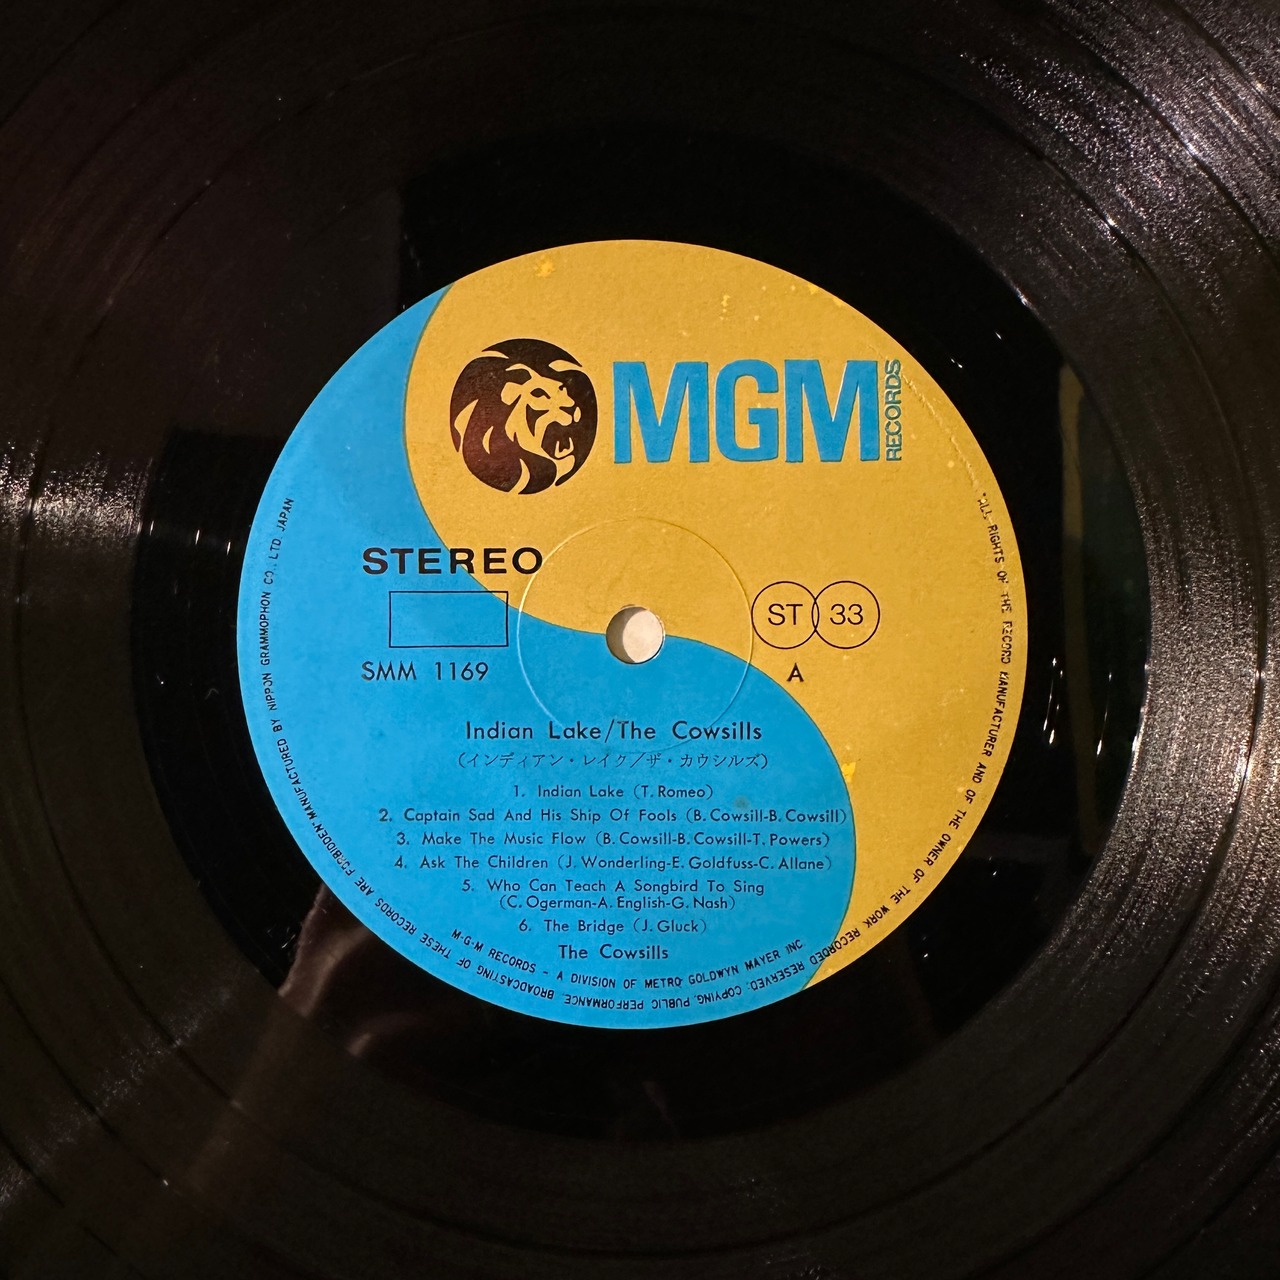 MGM
RECORDS
STEREO
ST 33
SMM 1169
A
Indian Lake/The Cowsills
(インディアン・レイク/ザ・カウシルズ)
1. Indian Lake (T. Romeo)
2. Captain Sad And His Ship Of Fools (B. Cowsill-B. Cowsill)
3. Make The Music Flow (B. Cowsill-B. Cowsill-T. Powers)
4. Ask The Children (J. Wonderling-E. Goldfuss-C. Allane)
5. Who Can Teach A Songbird To Sing
(C. Ogerman-A. English-G. Nash)
6. The Bridge (J. Gluck)
The Cowsills
M-G-M RECORDS – A DIVISION OF METRO GOLDWYN MAYER INC
"ALL RIGHTS OF THE RECORD MANUFACTURER AND OF THE OWNER OF THE WORK RECORDED RESERVED. COPYING, PUBLIC PERFORMANCE, BROADCASTING OF THESE RECORDS ARE FORBIDDEN" MANUFACTURED BY NIPPON GRAMMOPHON CO., LTD. JAPAN